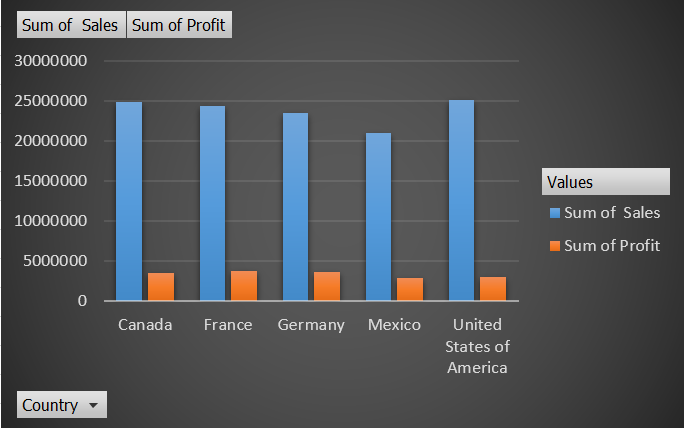 Sum of  Sales Sum of Profit
30000000
25000000
20000000
15000000
10000000
5000000
0
Canada France Germany Mexico United
States of
America
Values
Sum of  Sales
Sum of Profit
Country